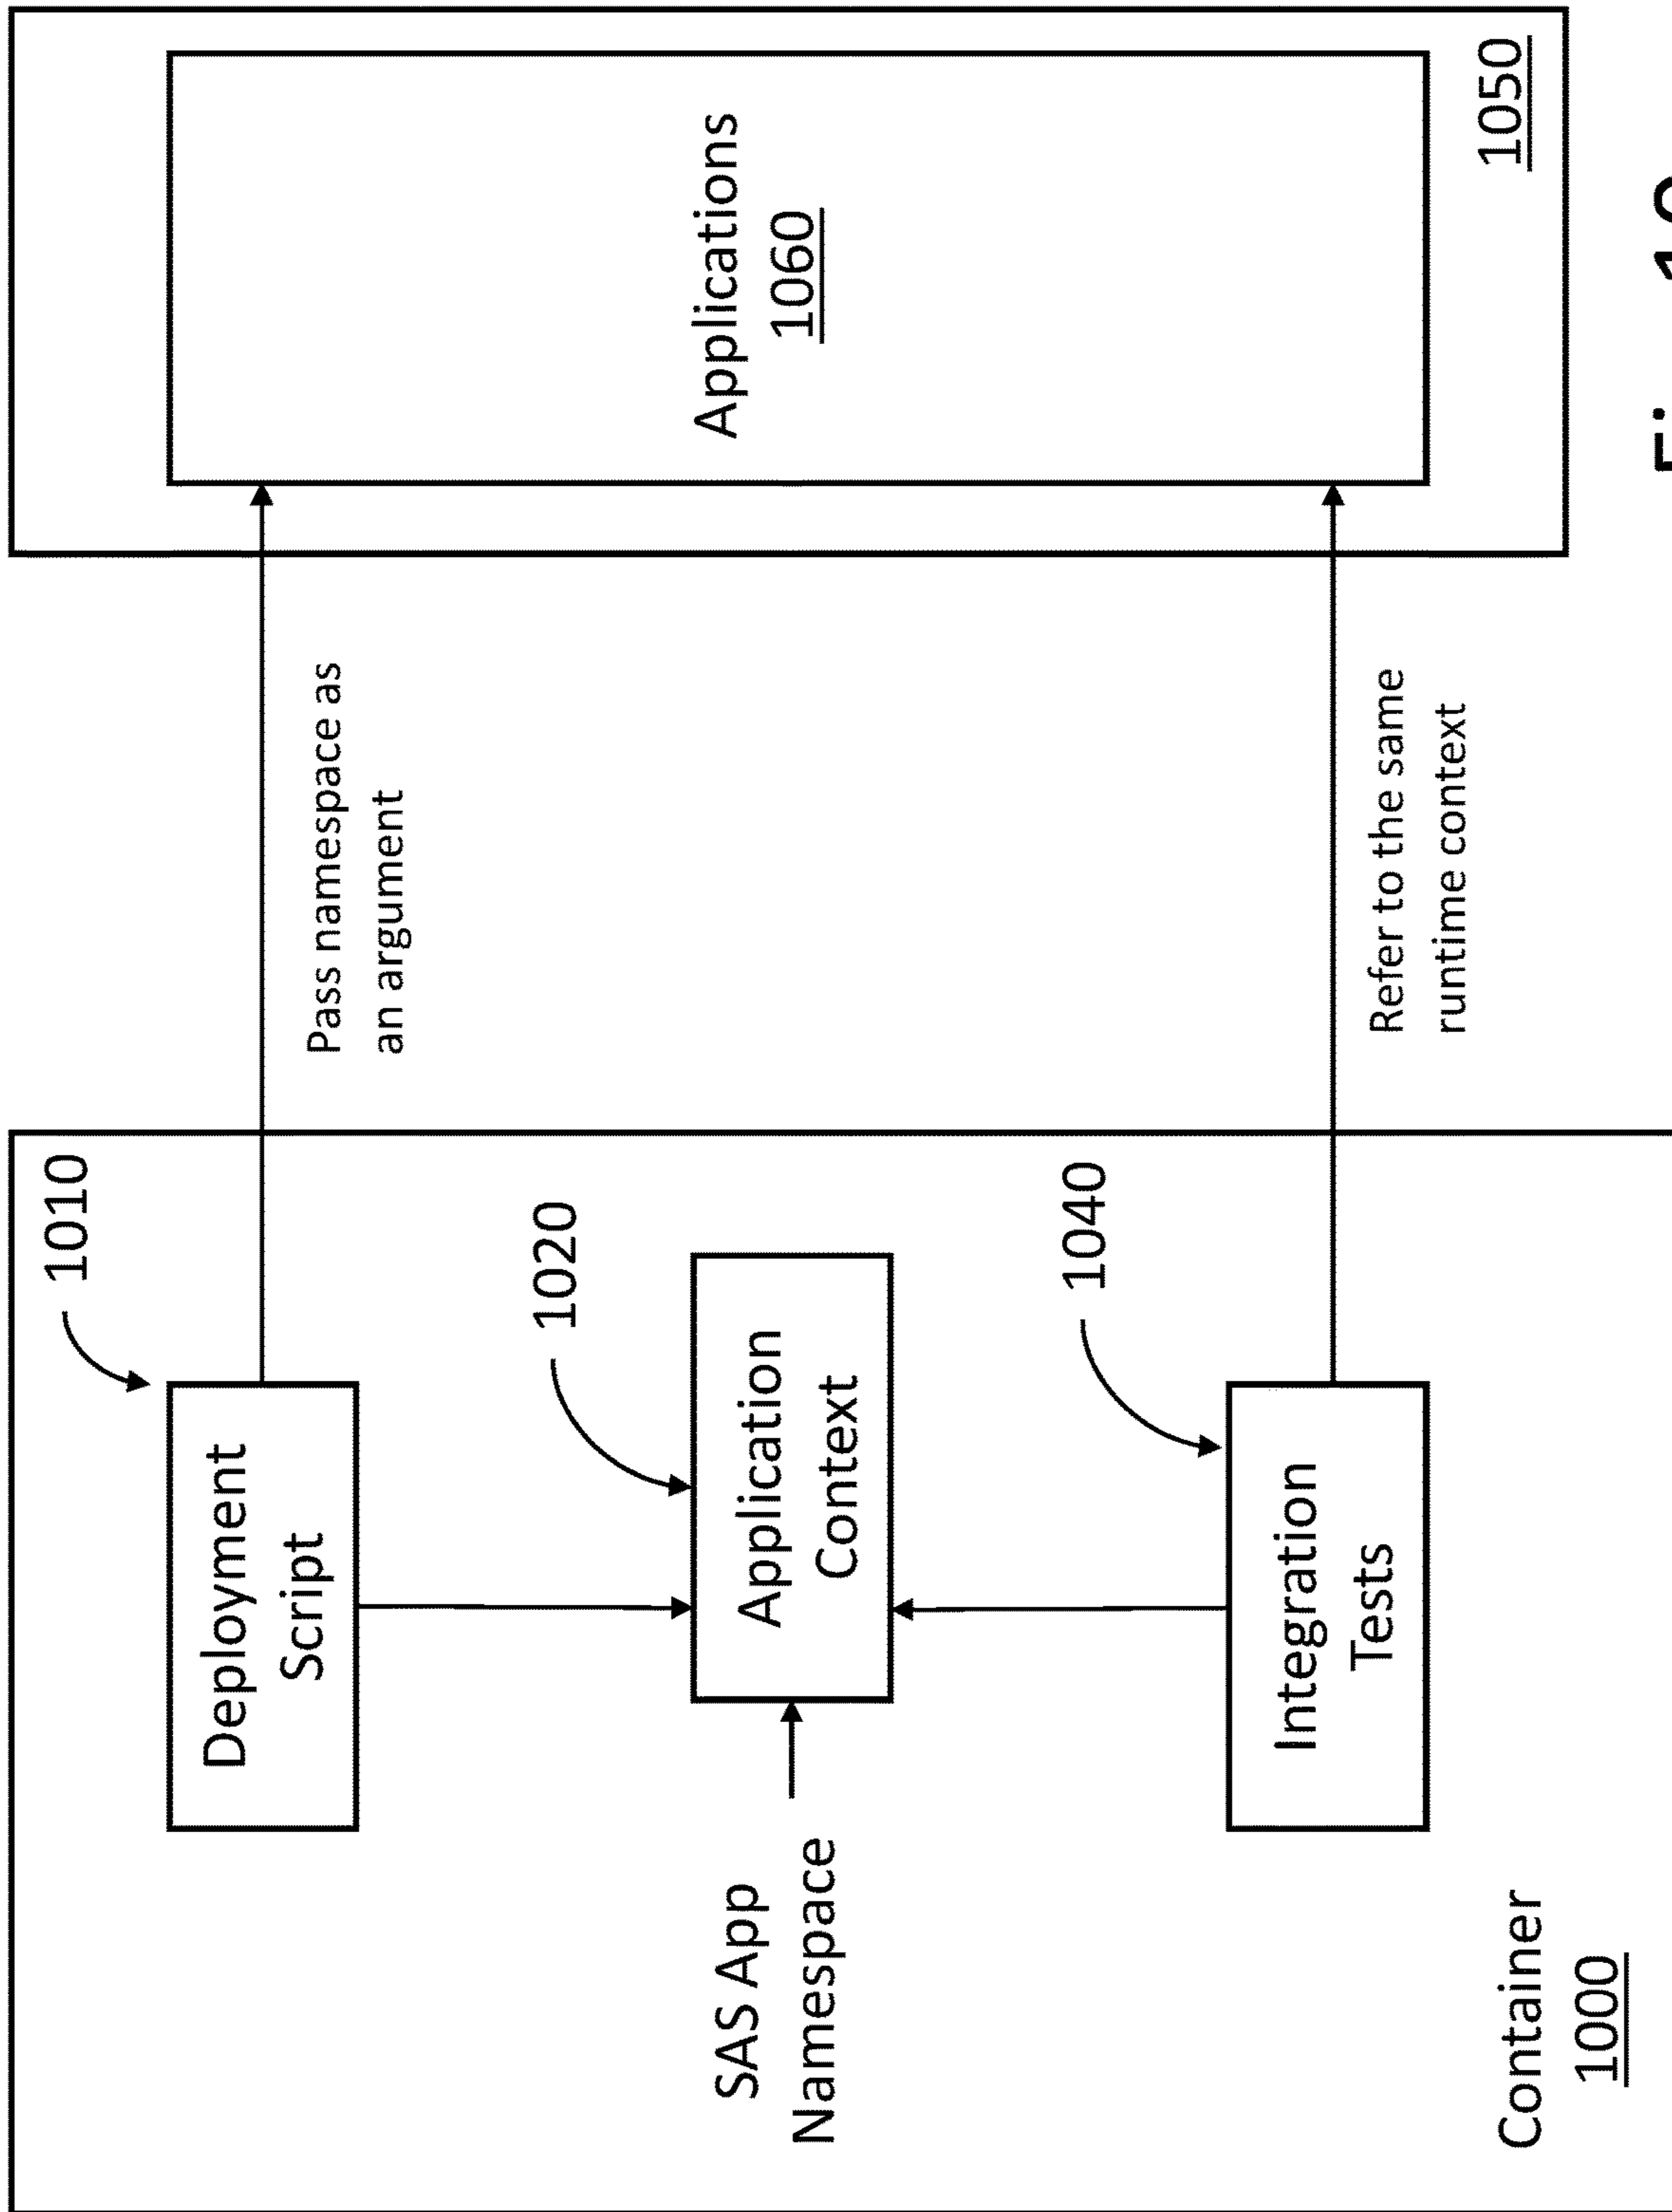 1010
Deployment
Script
Pass namespace as
an argument
1020
SAS App
Namespace
Application
Context
Applications
1060
1040
Integration
Tests
Refer to the same
runtime context
1050
Container
1000